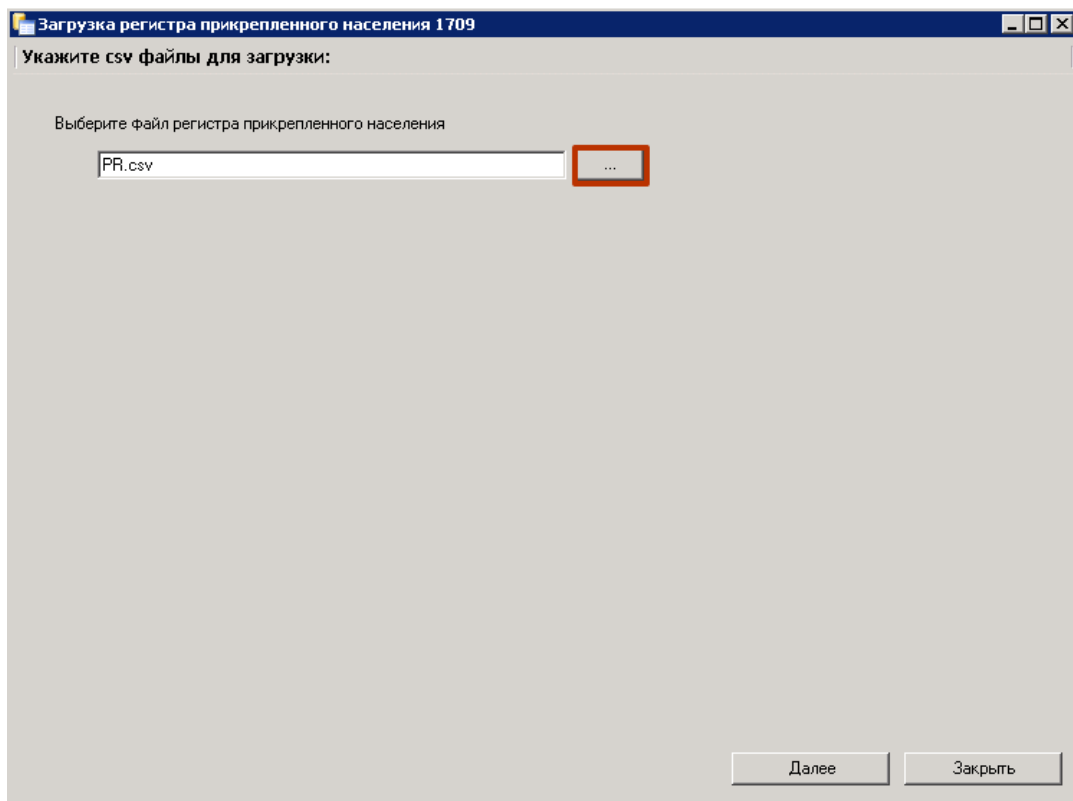 Загрузка регистра прикрепленного населения 1709
Укажите csv файлы для загрузки:
Выберите файл регистра прикрепленного населения
PR.csv
...
Далее
Закрыть